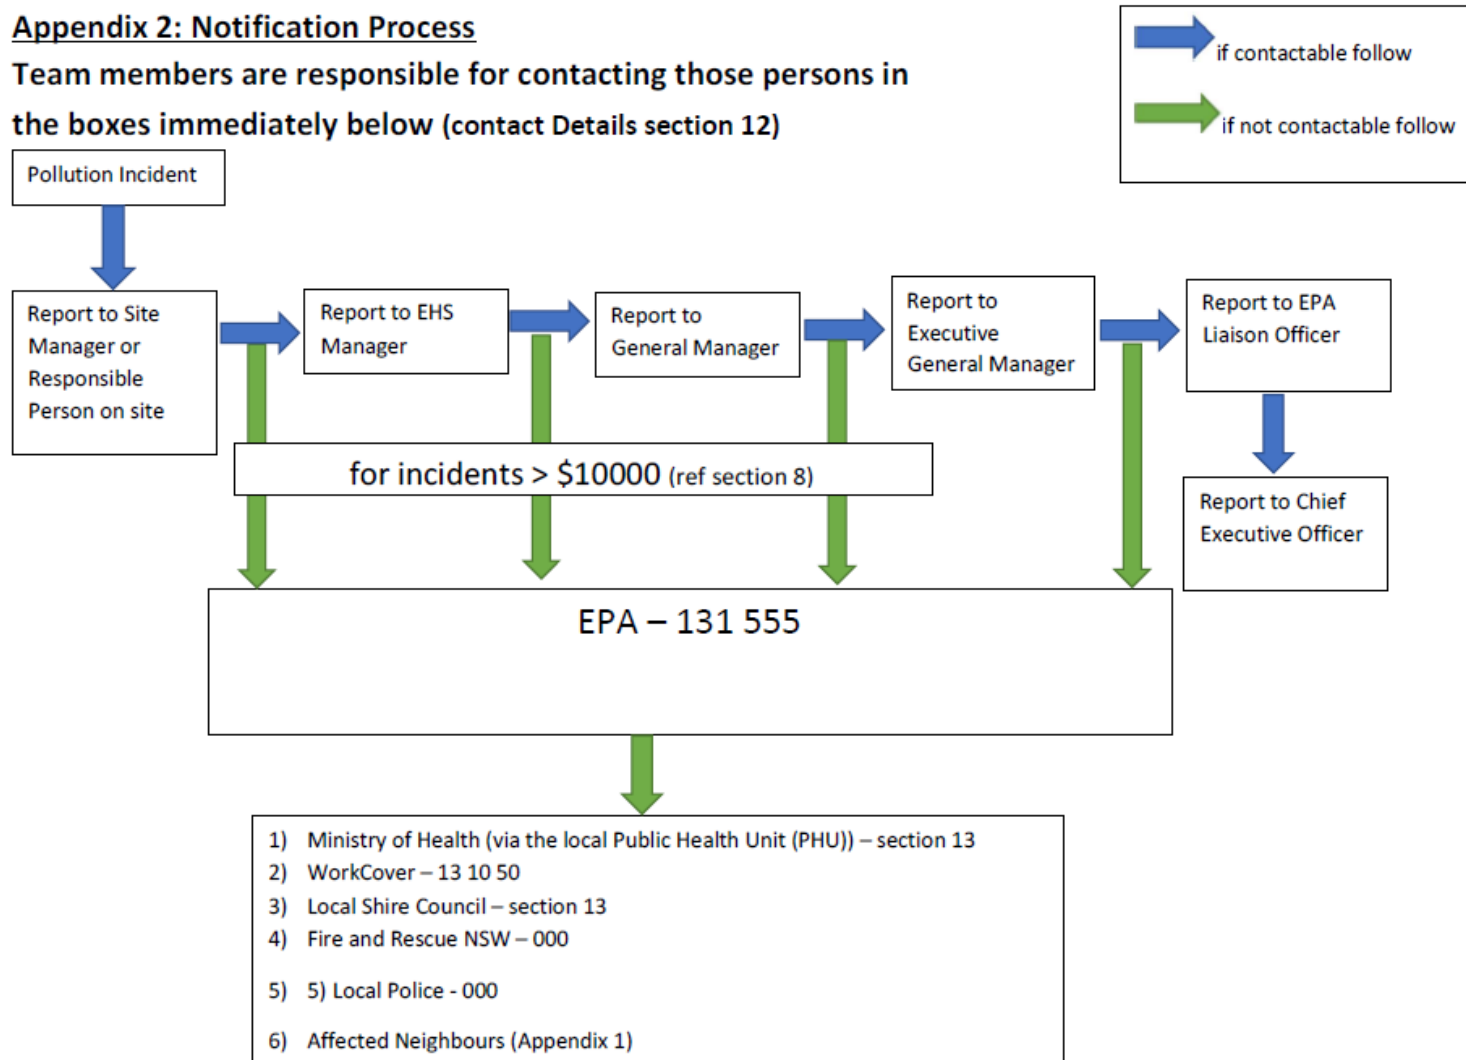 Appendix 2: Notification Process
Team members are responsible for contacting those persons in
the boxes immediately below (contact Details section 12)
if contactable follow
if not contactable follow
Pollution Incident
Report to Site
Manager or
Responsible
Person on site
Report to EHS
Manager
Report to
General Manager
Report to
Executive
General Manager
Report to EPA
Liaison Officer
for incidents > $10000 (ref section 8)
Report to Chief
Executive Officer
EPA – 131 555
1) Ministry of Health (via the local Public Health Unit (PHU)) – section 13
2) WorkCover – 13 10 50
3) Local Shire Council – section 13
4) Fire and Rescue NSW – 000
5) 5) Local Police - 000
6) Affected Neighbours (Appendix 1)